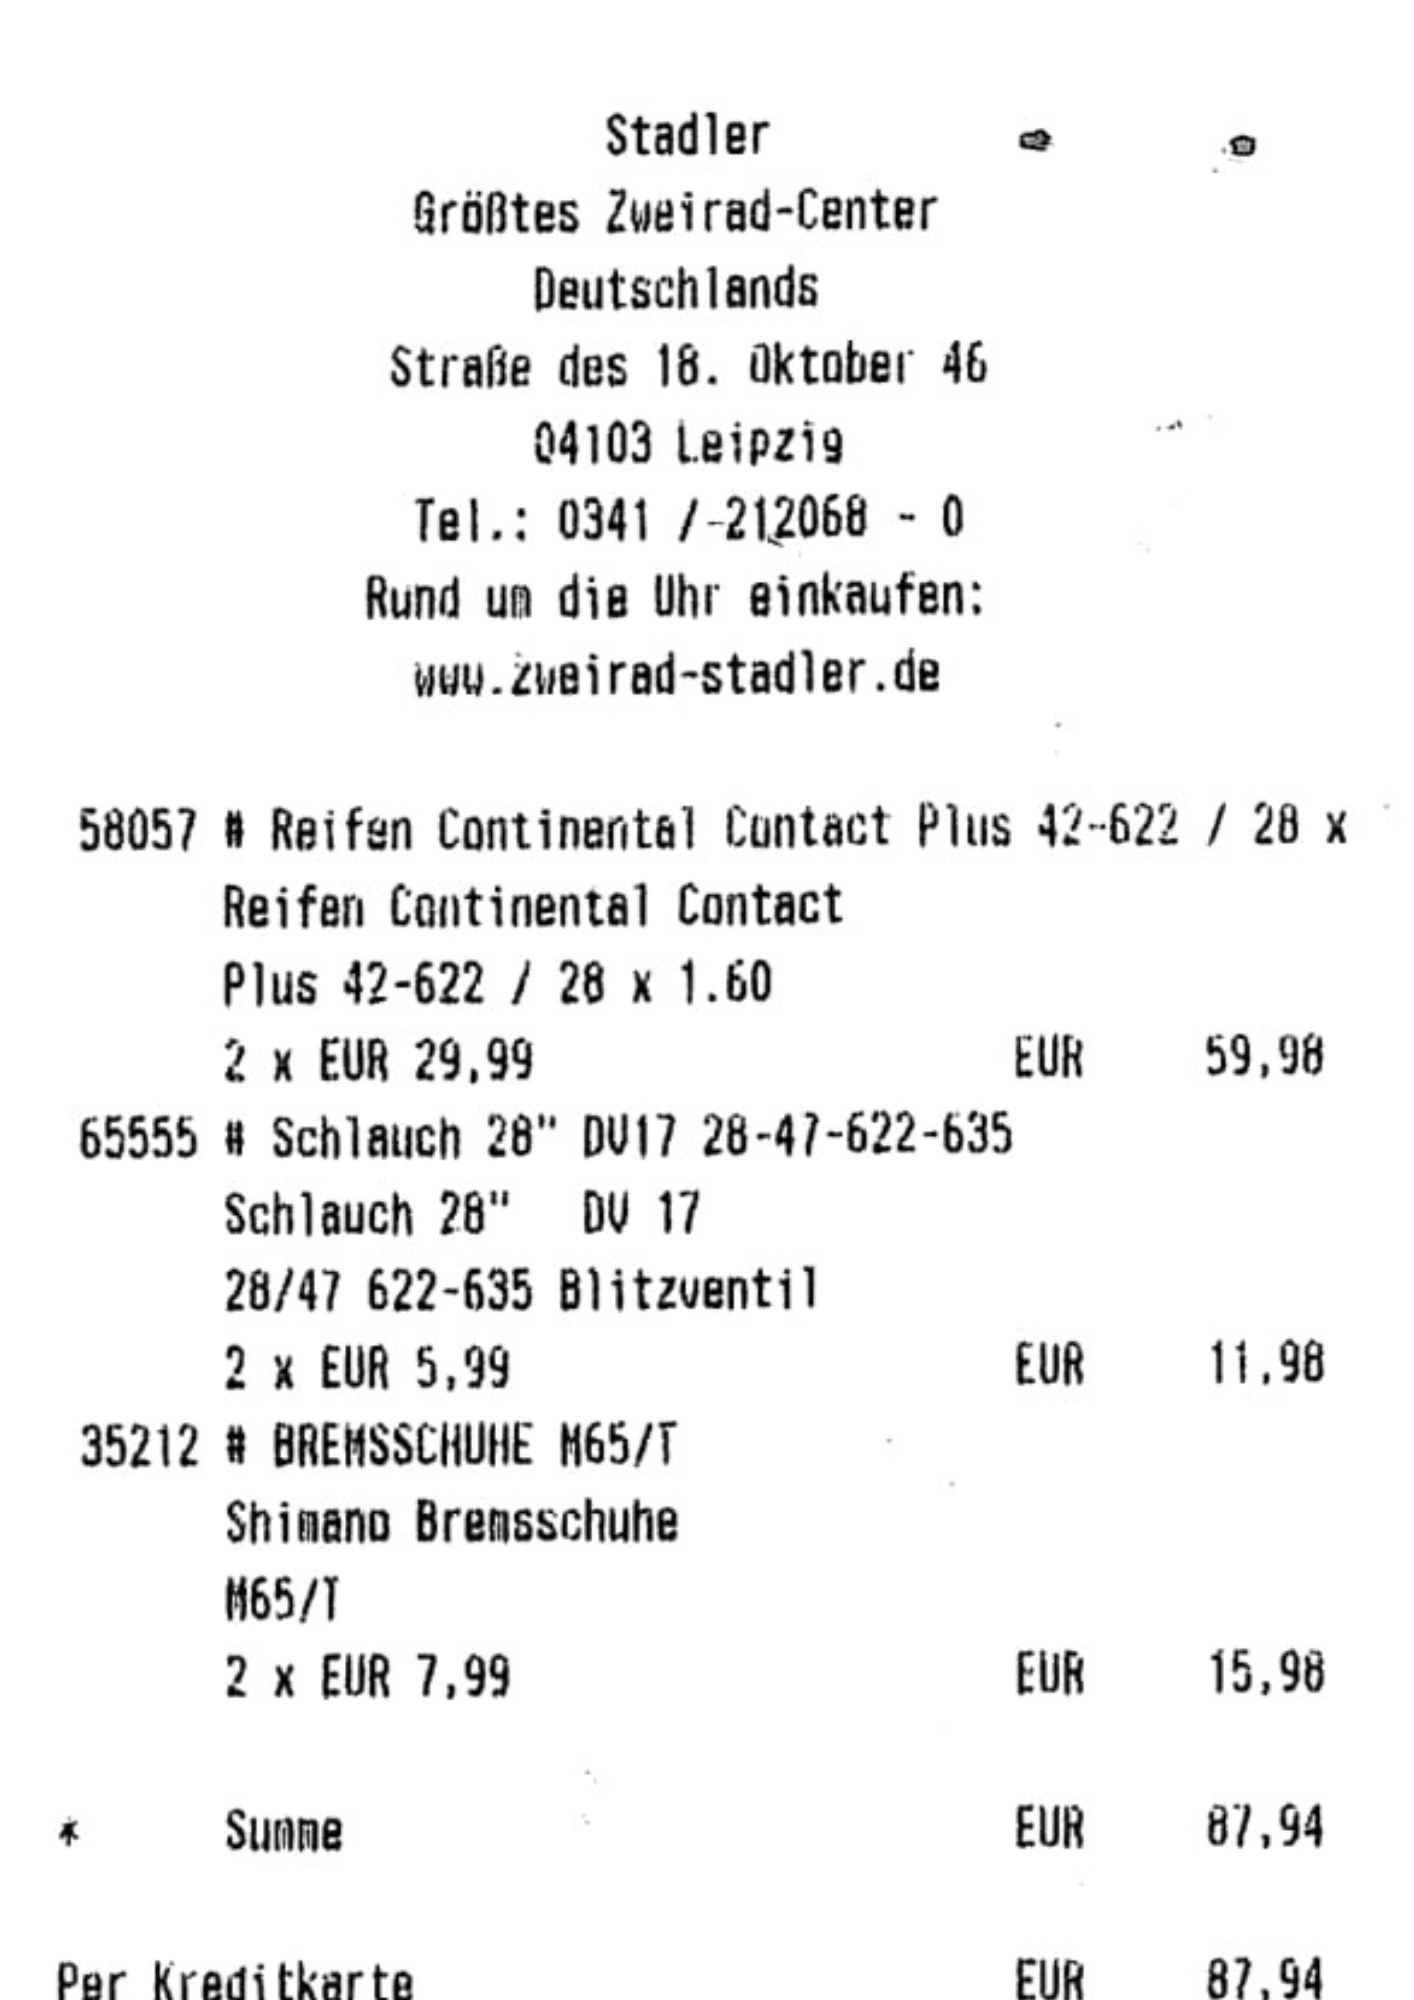 Stadler
Größtes Zweirad-Center
Deutschlands
Straße des 18. Oktober 46
04103 Leipzig
Tel.: 0341 /-212068 - 0
Rund um die Uhr einkaufen:
www.zweirad-stadler.de
58057 # Reifen Continental Contact Plus 42-622 / 28 x
Reifen Continental Contact
Plus 42-622 / 28 x 1.60
2 x EUR 29,99 EUR 59,98
65555 # Schlauch 28" DV17 28-47-622-635
Schlauch 28" DV 17
28/47 622-635 Blitzventil
2 x EUR 5,99 EUR 11,98
35212 # BREMSSCHUHE M65/T
Shimano Bremsschuhe
M65/T
2 x EUR 7,99 EUR 15,98
* Summe EUR 87,94
Per Kreditkarte EUR 87,94